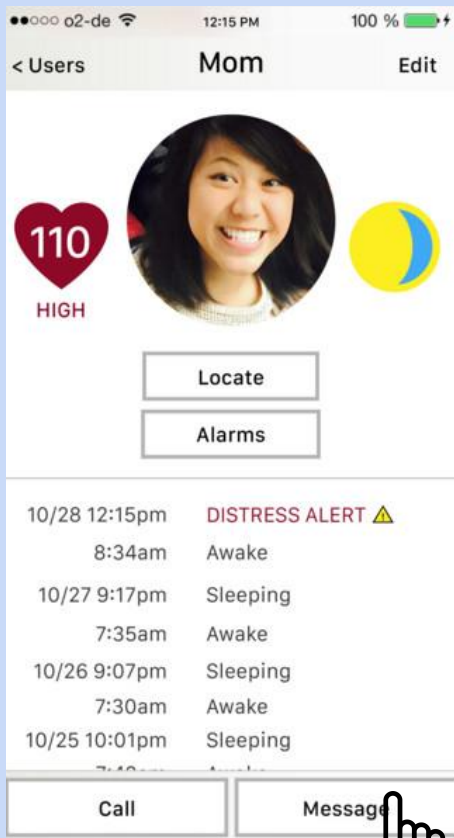 o2-de 12:15 PM 100 %
< Users Mom Edit
110
HIGH
Locate
Alarms
10/28 12:15pm DISTRESS ALERT
8:34am Awake
10/27 9:17pm Sleeping
7:35am Awake
10/26 9:07pm Sleeping
7:30am Awake
10/25 10:01pm Sleeping
Call Message